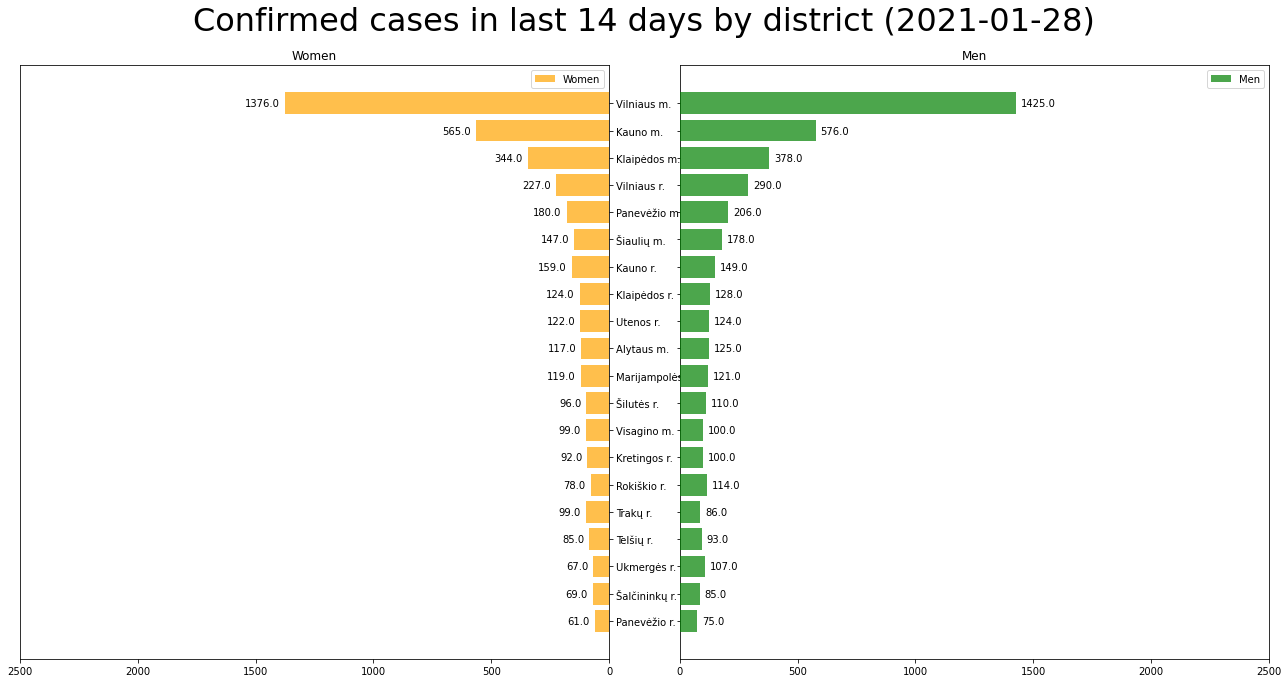 Confirmed cases in last 14 days by district (2021-01-28)
Women
Men
Women
Men
1376.0 Vilniaus m. 1425.0
565.0 Kauno m. 576.0
344.0 Klaipėdos m. 378.0
227.0 Vilniaus r. 290.0
180.0 Panevėžio m 206.0
147.0 Šiaulių m. 178.0
159.0 Kauno r. 149.0
124.0 Klaipėdos r. 128.0
122.0 Utenos r. 124.0
117.0 Alytaus m. 125.0
119.0 Marijampolės 121.0
96.0 Šilutės r. 110.0
99.0 Visagino m. 100.0
92.0 Kretingos r. 100.0
78.0 Rokiškio r. 114.0
99.0 Trakų r. 86.0
85.0 Telšių r. 93.0
67.0 Ukmergės r. 107.0
69.0 Šalčininkų r. 85.0
61.0 Panevėžio r. 75.0
2500 2000 1500 1000 500 0 0 500 1000 1500 2000 2500